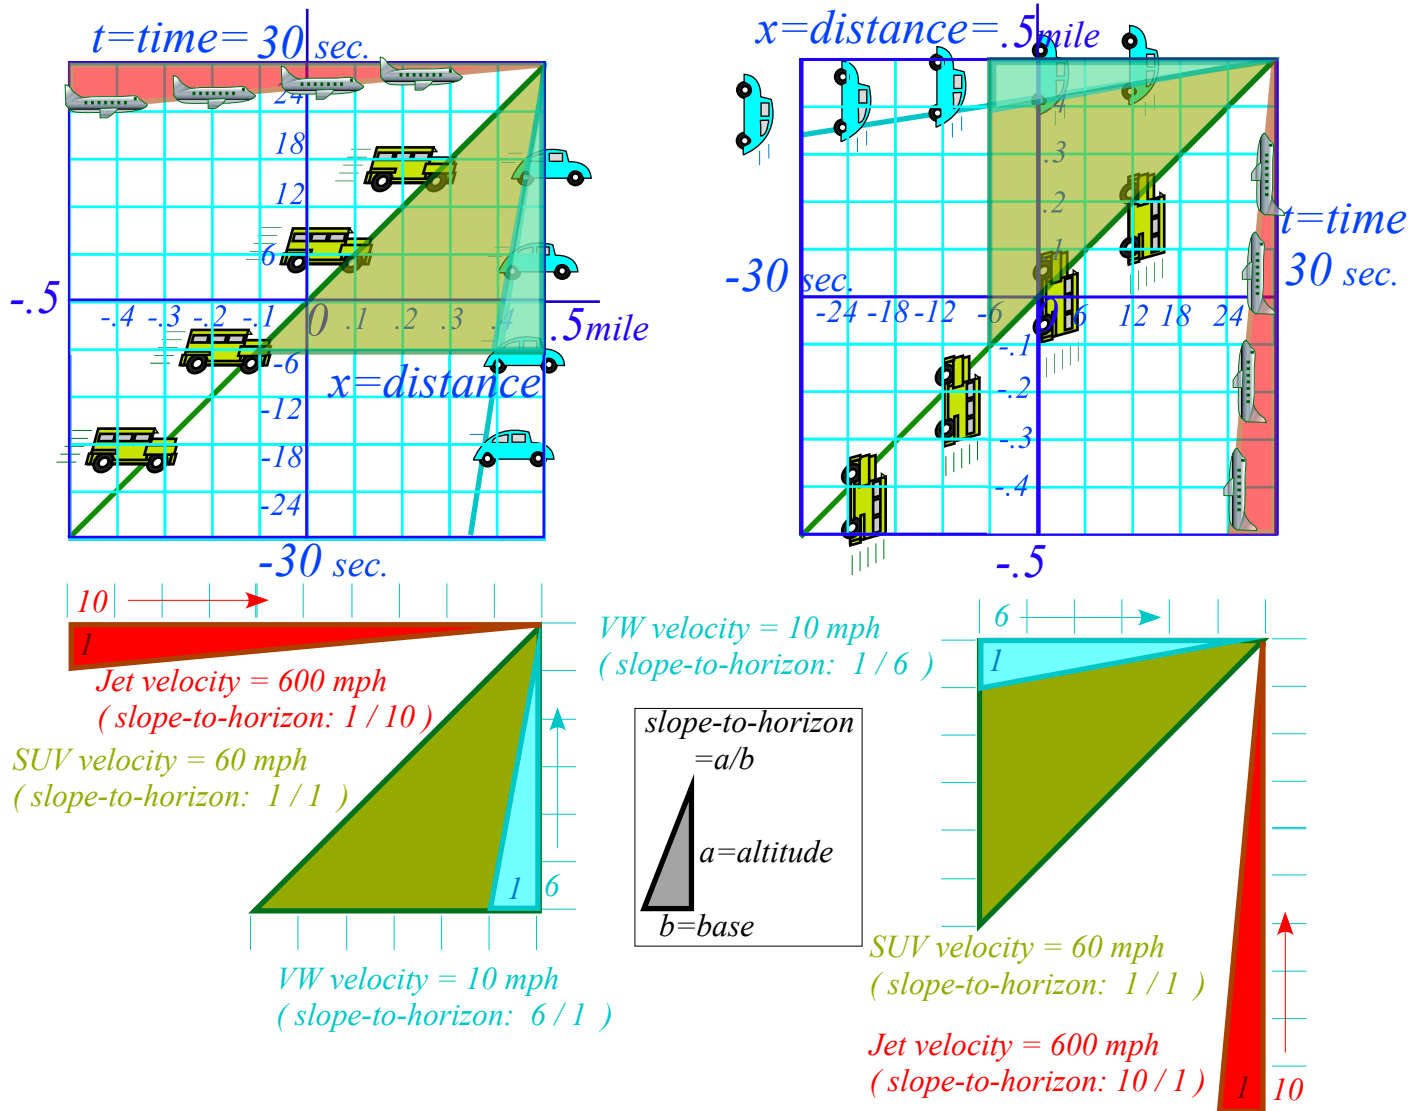 t=time= 30 sec.
24
18
12
6
-.5
-.4 -.3 -.2 -.1 0 .1 .2 .3 .4
.5mile
-6
x=distance
-12
-18
-24
-30 sec.
x=distance=.5mile
.4
.3
.2
.1
t=time
30 sec.
-30 sec.
-24 -18 -12 -6 0 6 12 18 24
-.1
-.2
-.3
-.4
-.5
10
1
Jet velocity = 600 mph
( slope-to-horizon: 1 / 10 )
SUV velocity = 60 mph
( slope-to-horizon: 1 / 1 )
1 6
VW velocity = 10 mph
( slope-to-horizon: 6 / 1 )
VW velocity = 10 mph
( slope-to-horizon: 1 / 6 )
slope-to-horizon
=a/b
a=altitude
b=base
6
1
SUV velocity = 60 mph
( slope-to-horizon: 1 / 1 )
Jet velocity = 600 mph
( slope-to-horizon: 10 / 1 )
1 10